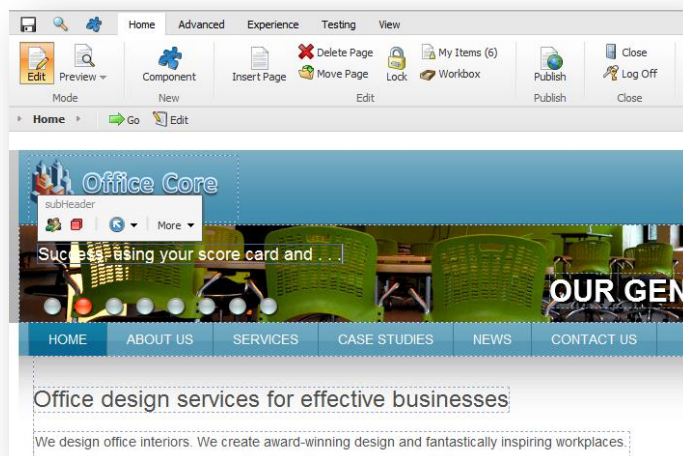 Home Advanced Experience Testing View
Edit Preview Component Insert Page Delete Page Move Page Lock My Items (6) Workbox Publish Close Log Off
Mode New Edit Publish Close
Home Go Edit
Office Core
subHeader
More
Success, using your score card and . . .
OUR GEN
HOME ABOUT US SERVICES CASE STUDIES NEWS CONTACT US
Office design services for effective businesses
We design office interiors. We create award-winning design and fantastically inspiring workplaces.